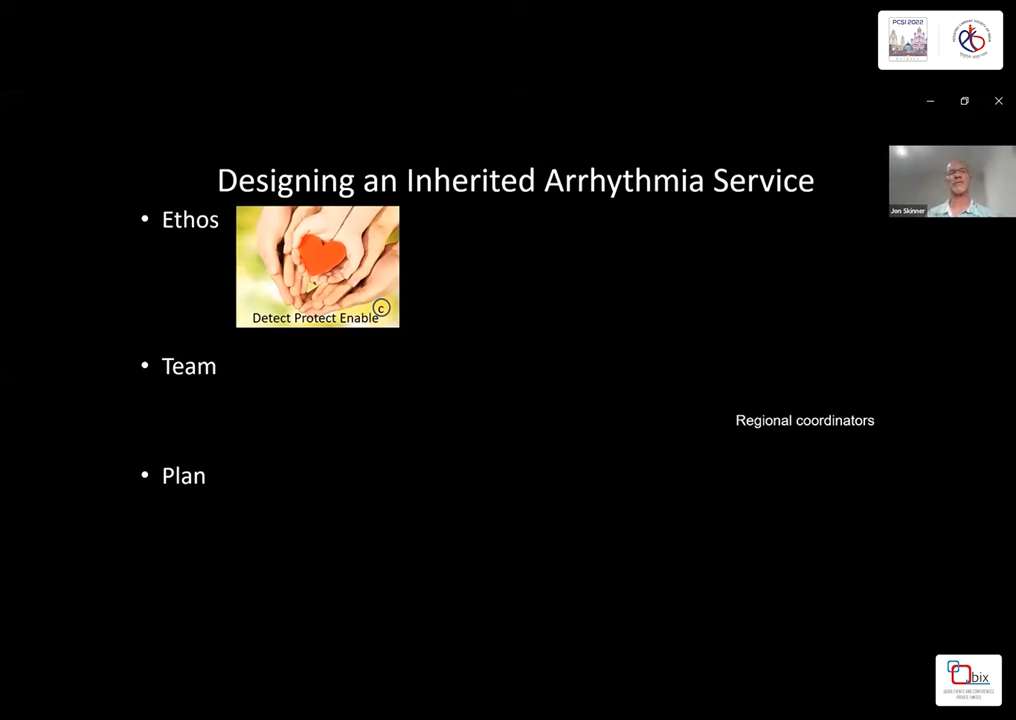 PCSI 2022
Jon Skinner
Designing an Inherited Arrhythmia Service
• Ethos
c
Detect Protect Enable
• Team
Regional coordinators
• Plan
bix